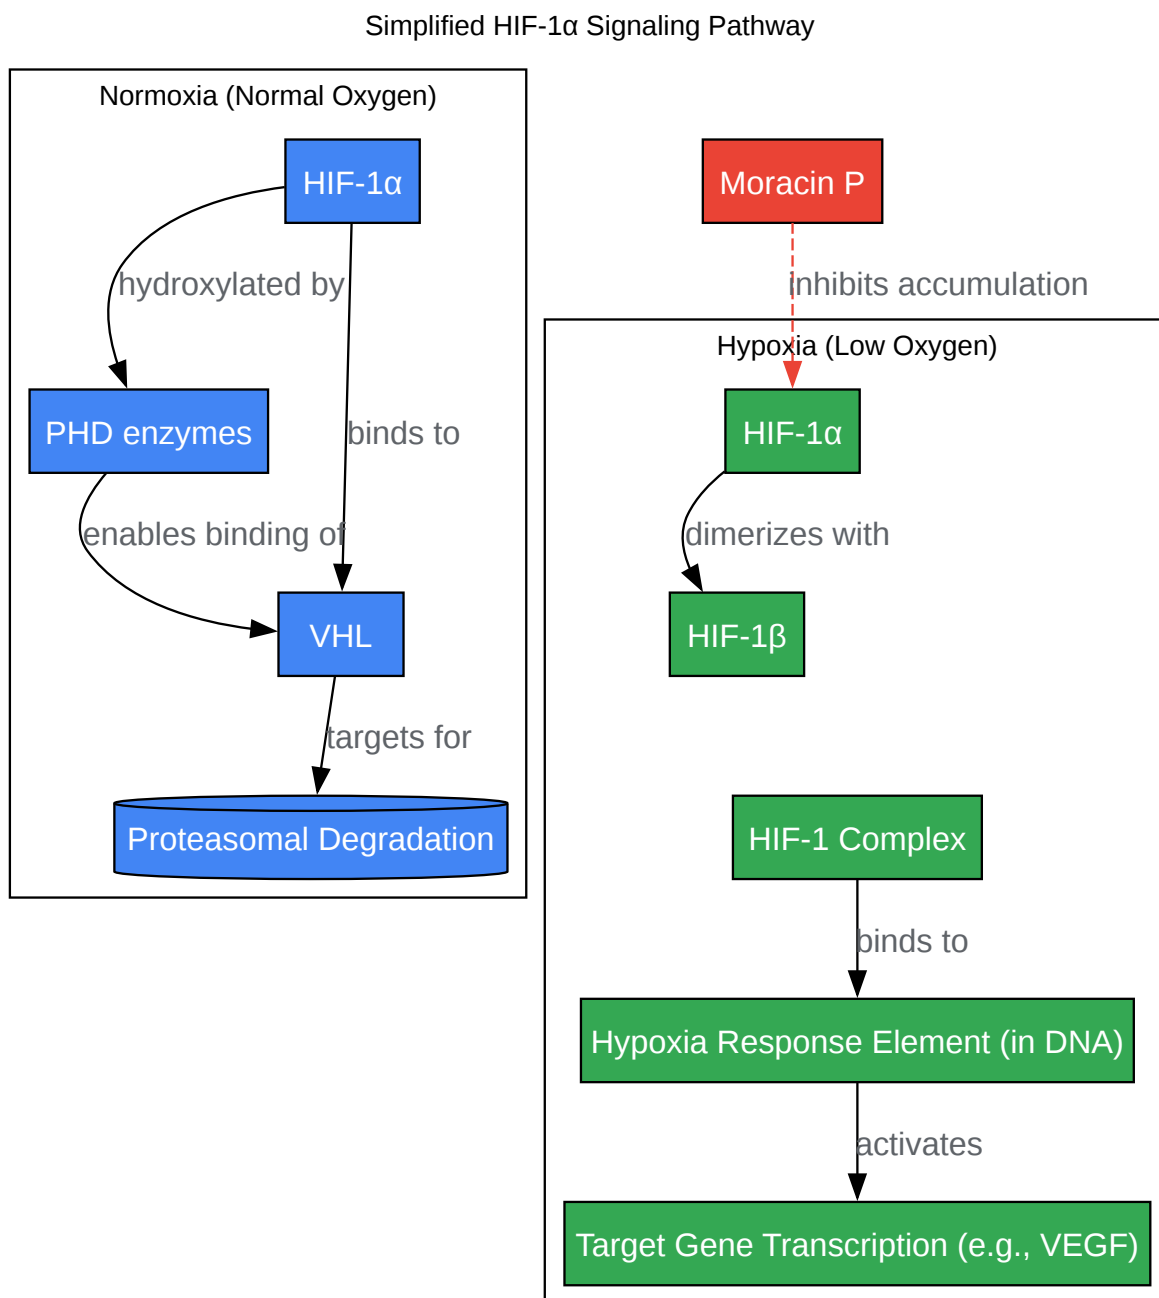 Simplified HIF-1α Signaling Pathway
Normoxia (Normal Oxygen)
HIF-1α
hydroxylated by
PHD enzymes
binds to
enables binding of
VHL
targets for
Proteasomal Degradation
Moracin P
inhibits accumulation
Hypoxia (Low Oxygen)
HIF-1α
dimerizes with
HIF-1β
HIF-1 Complex
binds to
Hypoxia Response Element (in DNA)
activates
Target Gene Transcription (e.g., VEGF)